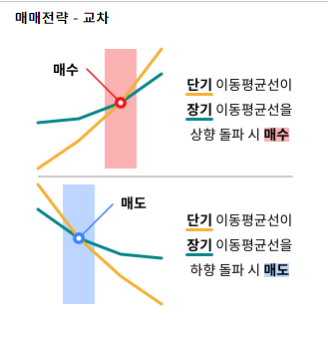 매매전략 - 교차
매수
단기 이동평균선이
장기 이동평균선을
상향 돌파 시 매수
매도
단기 이동평균선이
장기 이동평균선을
하향 돌파 시 매도